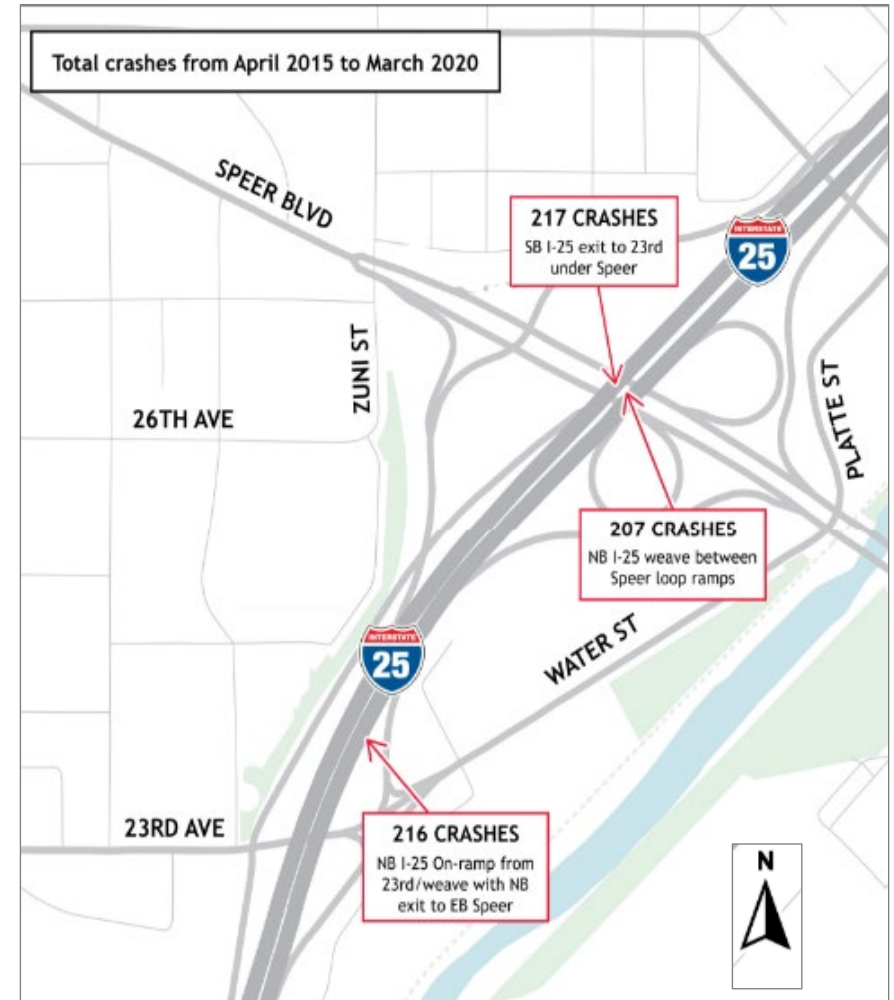 Total crashes from April 2015 to March 2020
SPEER BLVD
217 CRASHES
SB I-25 exit to 23rd
under Speer
INTERSTATE
25
ZUNI ST
PLATTE ST
26TH AVE
207 CRASHES
NB I-25 weave between
Speer loop ramps
WATER ST
INTERSTATE
25
23RD AVE
216 CRASHES
NB I-25 On-ramp from
23rd/weave with NB
exit to EB Speer
N